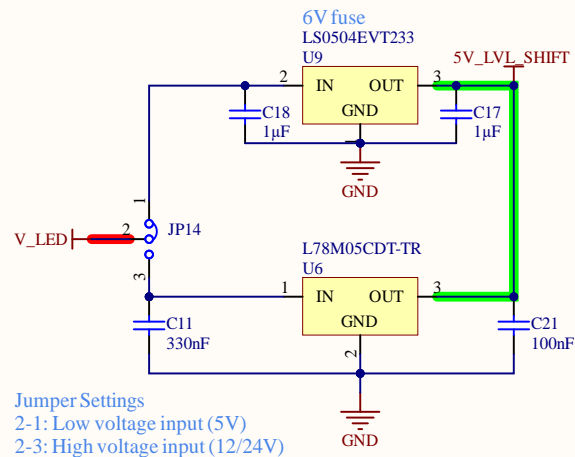 6V fuse
LS0504EVT233
U9
5V_LVL_SHIFT
2
IN
OUT
3
GND
1
C18
1µF
C17
1µF
GND
1
V_LED
2
JP14
3
L78M05CDT-TR
U6
1
IN
OUT
3
GND
2
C11
330nF
C21
100nF
GND
Jumper Settings
2-1: Low voltage input (5V)
2-3: High voltage input (12/24V)